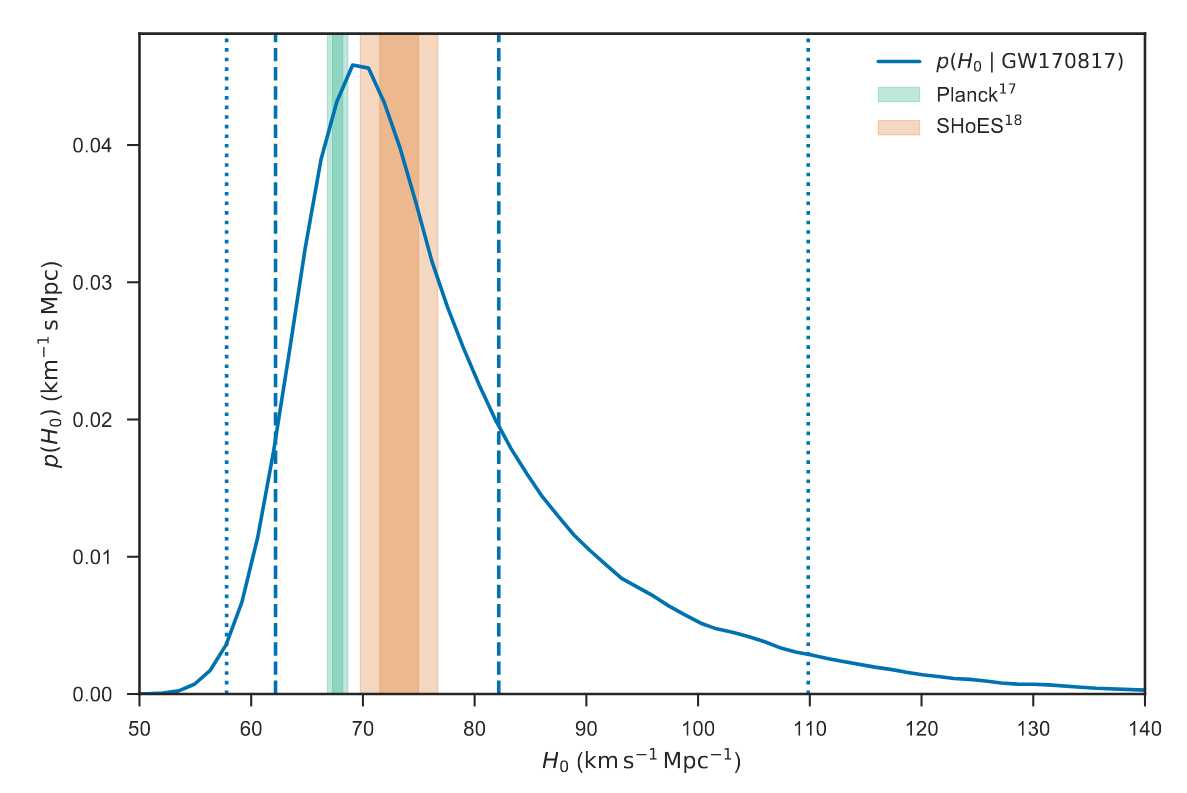 p(H₀ | GW170817)
Planck¹⁷
SHoES¹⁸
p(H₀) (km⁻¹ s Mpc)
0.04
0.03
0.02
0.01
0.00
50 60 70 80 90 100 110 120 130 140
H₀ (km s⁻¹ Mpc⁻¹)